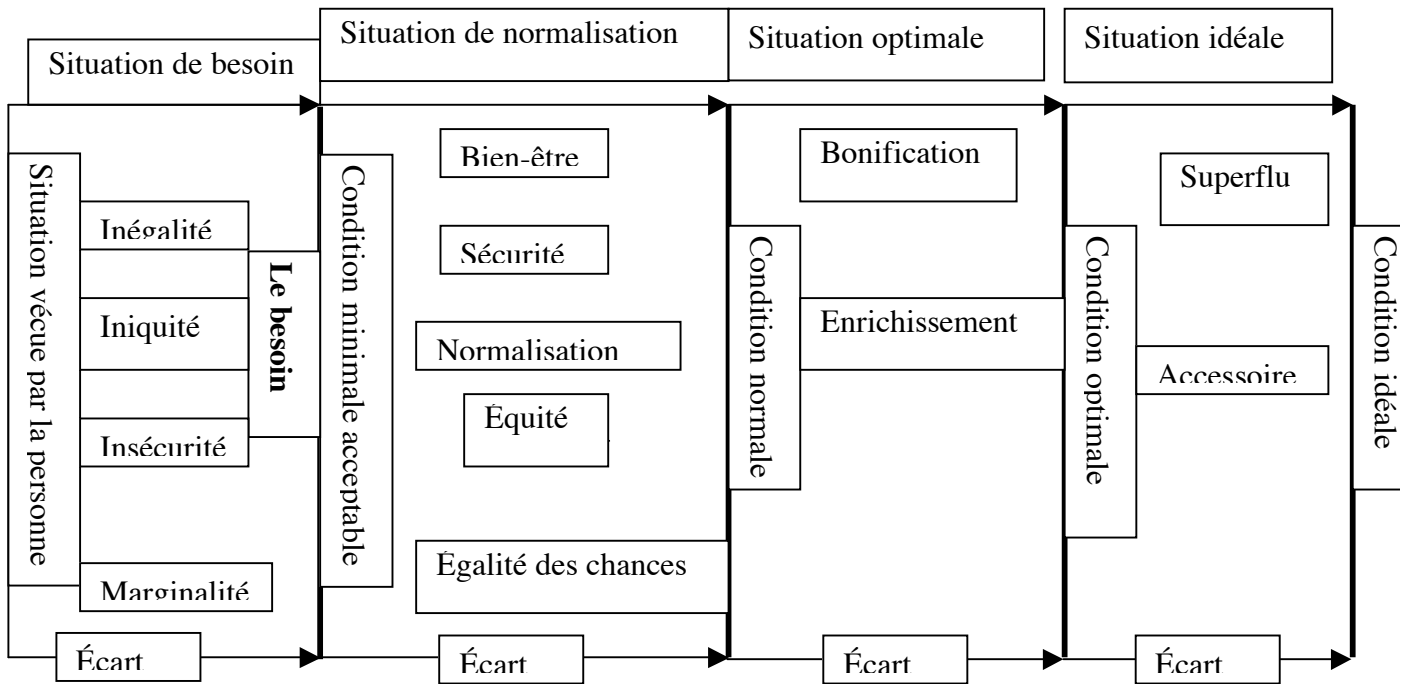 Situation de besoin
Situation de normalisation
Situation optimale
Situation idéale
Situation vécue par la personne
Inégalité
Iniquité
Insécurité
Marginalité
Le besoin
Écart
Condition minimale acceptable
Bien-être
Sécurité
Normalisation
Équité
Égalité des chances
Écart
Condition normale
Bonification
Enrichissement
Écart
Condition optimale
Superflu
Accessoire
Écart
Condition idéale